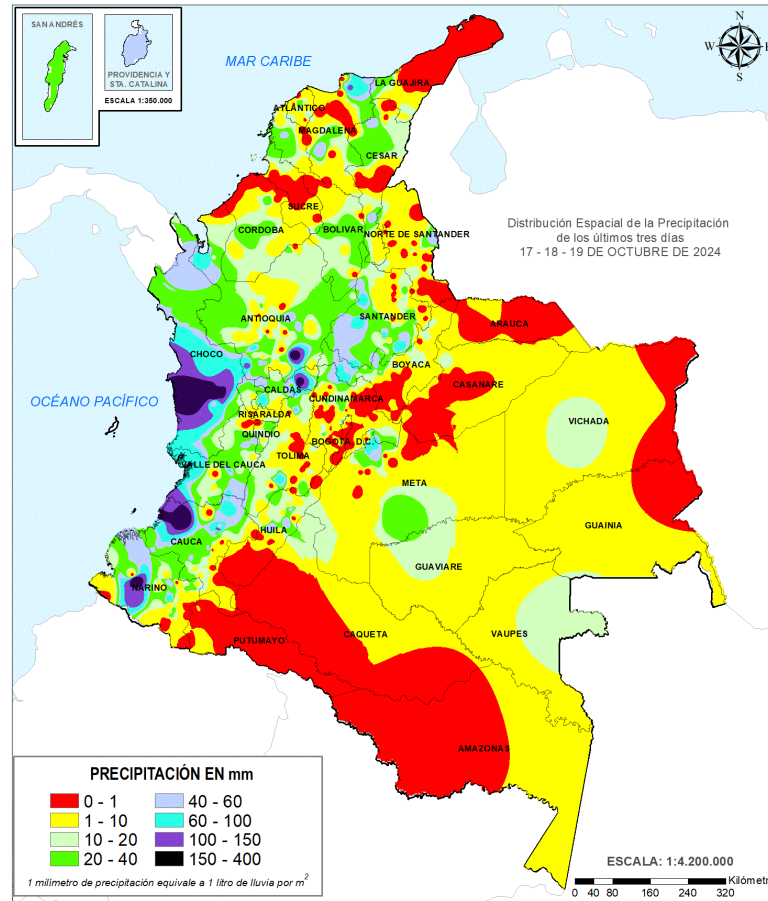 SAN ANDRÉS
PROVIDENCIA Y
STA. CATALINA
ESCALA 1:350.000
MAR CARIBE
N
W
E
S
LA GUAJIRA
ATLÁNTICO
MAGDALENA
CESAR
SUCRE
CORDOBA
BOLIVAR
NORTE DE SANTANDER
Distribución Espacial de la Precipitación
de los últimos tres días
17 - 18 - 19 DE OCTUBRE DE 2024
ANTIOQUIA
SANTANDER
ARAUCA
CHOCO
BOYACA
CASANARE
OCÉANO PACÍFICO
CALDAS
CUNDINAMARCA
RISARALDA
VICHADA
QUINDIO
BOGOTA, D.C.
TOLIMA
VALLE DEL CAUCA
META
GUAINIA
HUILA
CAUCA
GUAVIARE
NARIÑO
PUTUMAYO
CAQUETA
VAUPES
AMAZONAS
PRECIPITACIÓN EN mm
0 - 1
40 - 60
1 - 10
60 - 100
10 - 20
100 - 150
20 - 40
150 - 400
1 milímetro de precipitación equivale a 1 litro de lluvia por m²
ESCALA: 1:4.200.000
Kilómet
0 40 80 160 240 320